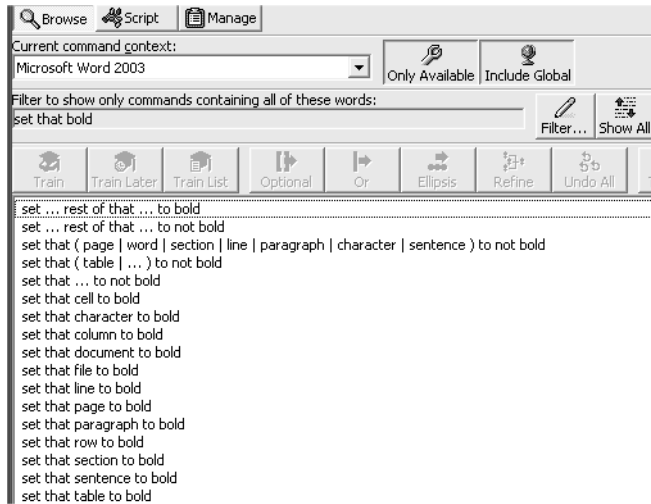 Browse Script Manage
Current command context:
Microsoft Word 2003
Only Available Include Global
Filter to show only commands containing all of these words:
set that bold
Filter... Show All
Train Train Later Train List Optional Or Ellipsis Refine Undo All
set ... rest of that ... to bold
set ... rest of that ... to not bold
set that ( page | word | section | line | paragraph | character | sentence ) to not bold
set that ( table | ... ) to not bold
set that ... to not bold
set that cell to bold
set that character to bold
set that column to bold
set that document to bold
set that file to bold
set that line to bold
set that page to bold
set that paragraph to bold
set that row to bold
set that section to bold
set that sentence to bold
set that table to bold